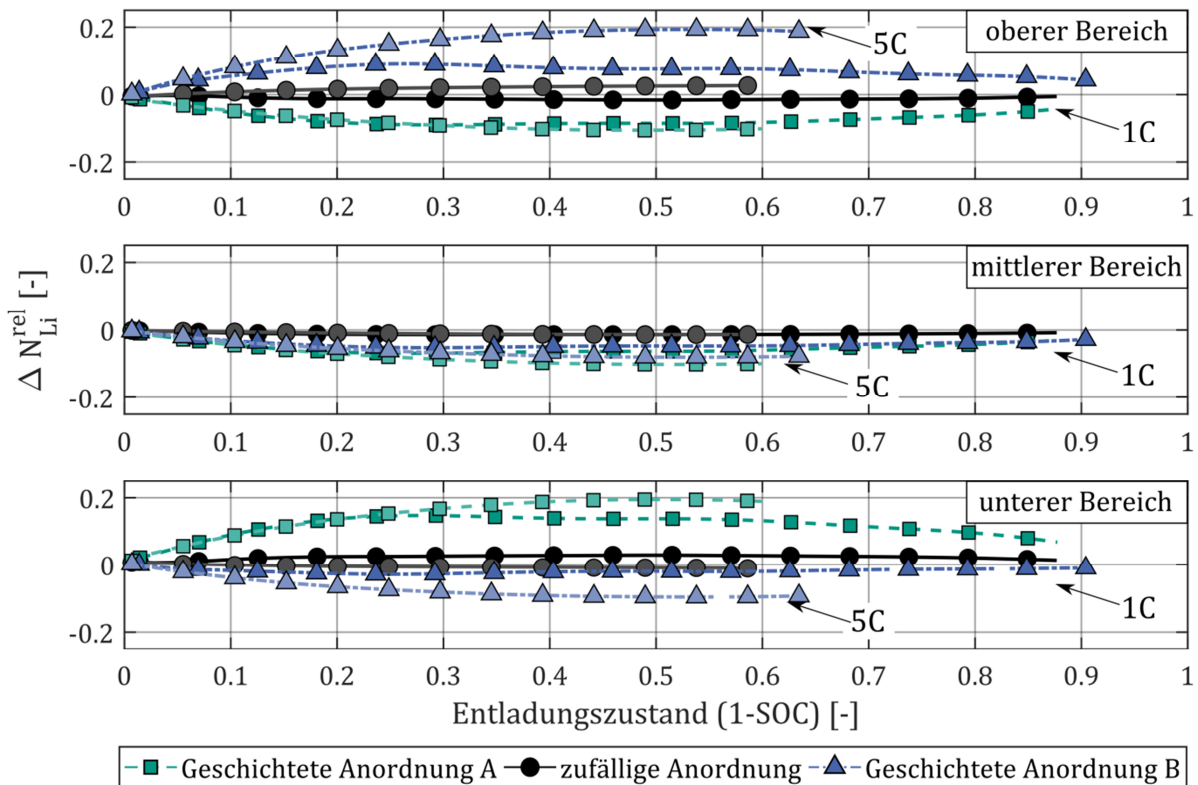 0.2
0
-0.2
oberer Bereich
5C
1C
0 0.1 0.2 0.3 0.4 0.5 0.6 0.7 0.8 0.9 1
Δ N_Li^rel [-]
0.2
0
-0.2
mittlerer Bereich
5C
1C
0 0.1 0.2 0.3 0.4 0.5 0.6 0.7 0.8 0.9 1
0.2
0
-0.2
unterer Bereich
5C
1C
0 0.1 0.2 0.3 0.4 0.5 0.6 0.7 0.8 0.9 1
Entladungszustand (1-SOC) [-]
Geschichtete Anordnung A zufällige Anordnung Geschichtete Anordnung B